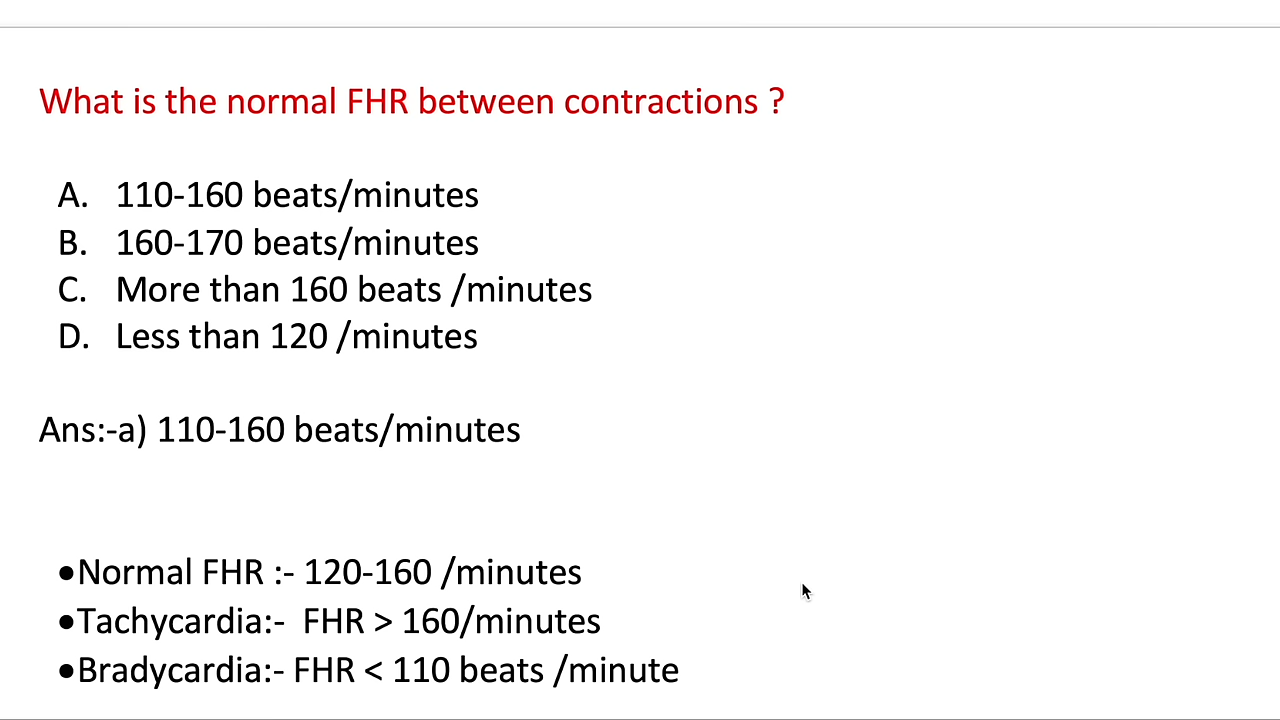 What is the normal FHR between contractions ?
A. 110-160 beats/minutes
B. 160-170 beats/minutes
C. More than 160 beats /minutes
D. Less than 120 /minutes
Ans:-a) 110-160 beats/minutes
•Normal FHR :- 120-160 /minutes
•Tachycardia:- FHR > 160/minutes
•Bradycardia:- FHR < 110 beats /minute